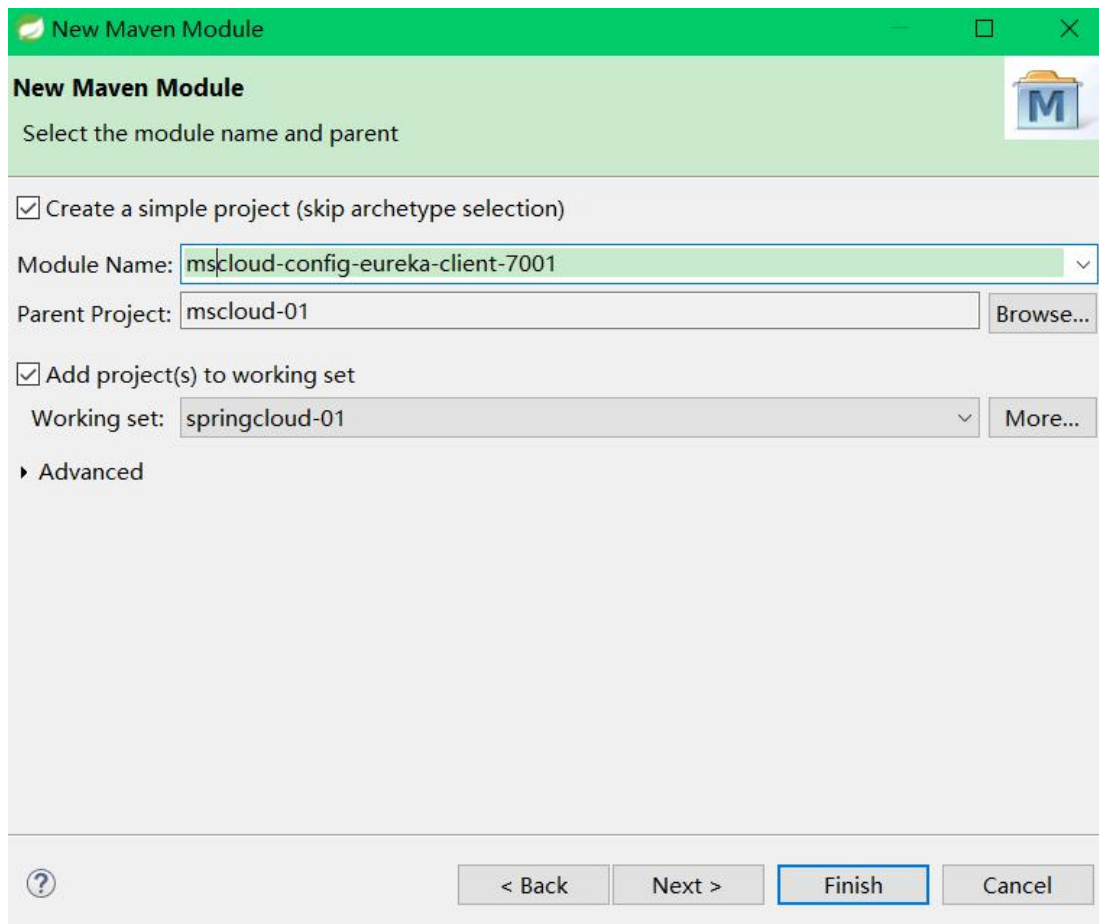 New Maven Module
New Maven Module
Select the module name and parent
M
Create a simple project (skip archetype selection)
Module Name: mscloud-config-eureka-client-7001
Parent Project: mscloud-01 Browse...
Add project(s) to working set
Working set: springcloud-01 More...
Advanced
? < Back Next > Finish Cancel